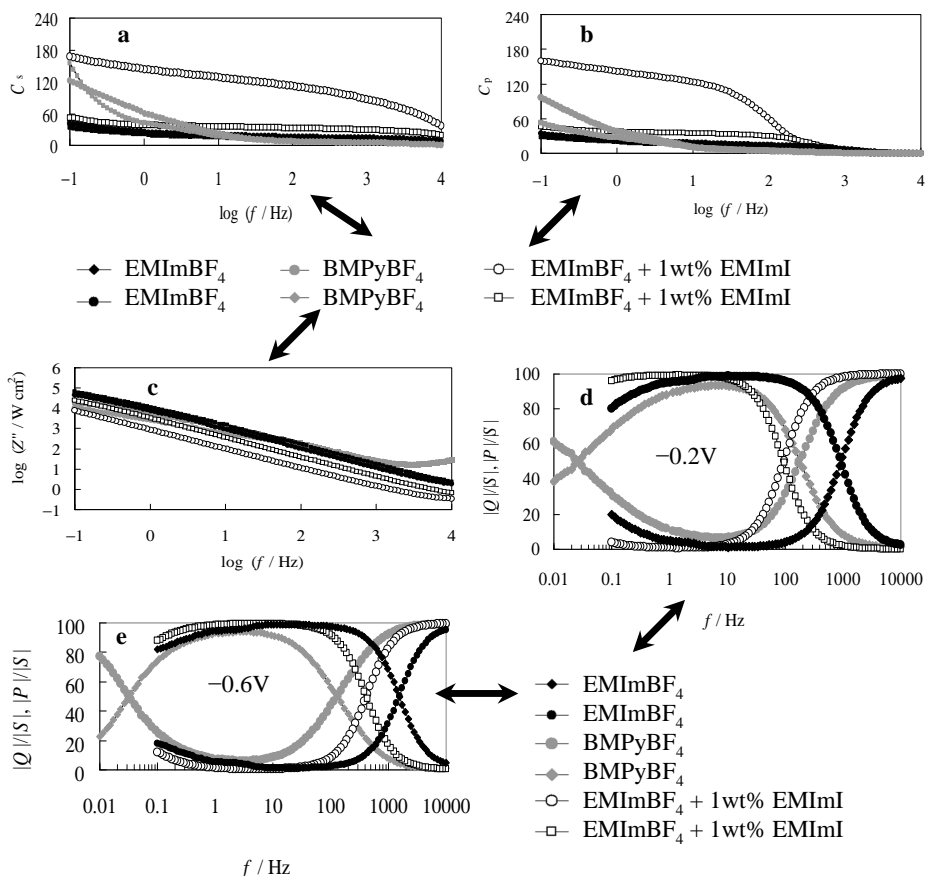 240
180
120
60
0
C s
a
−1 0 1 2 3 4
log (f / Hz)
240
180
120
60
0
C p
b
−1 0 1 2 3 4
log (f / Hz)
EMImBF4 BMPyBF4 EMImBF4 + 1wt% EMImI
EMImBF4 BMPyBF4 EMImBF4 + 1wt% EMImI
6
5
4
3
2
1
0
−1
log (Z'' / W cm2)
c
−1 0 1 2 3 4
log (f / Hz)
100
80
60
40
20
0
|Q|/|S|, |P|/|S|
d
−0.2V
0.01 0.1 1 10 100 1000 10000
f / Hz
100
80
60
40
20
0
|Q|/|S|, |P|/|S|
e
−0.6V
0.01 0.1 1 10 100 1000 10000
f / Hz
EMImBF4
EMImBF4
BMPyBF4
BMPyBF4
EMImBF4 + 1wt% EMImI
EMImBF4 + 1wt% EMImI